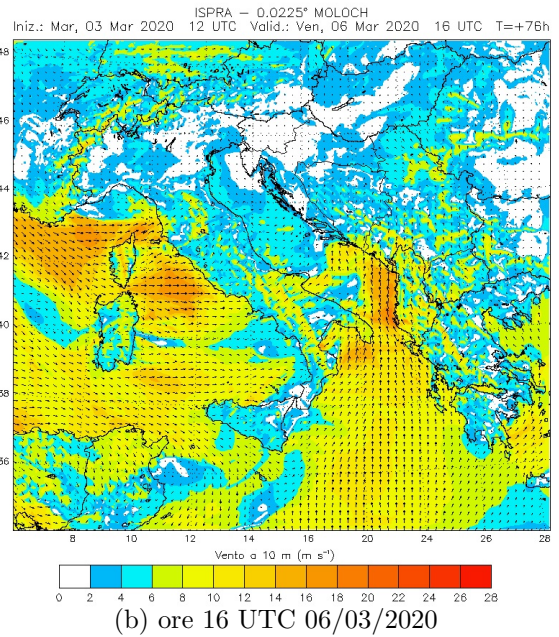 ISPRA – 0.0225° MOLOCH
Iniz.: Mar, 03 Mar 2020 12 UTC Valid.: Ven, 06 Mar 2020 16 UTC T=+76h
48
46
44
42
40
38
36
8 10 12 14 16 18 20 22 24 26 28
Vento a 10 m (m s⁻¹)
0 2 4 6 8 10 12 14 16 18 20 22 24 26 28
(b) ore 16 UTC 06/03/2020